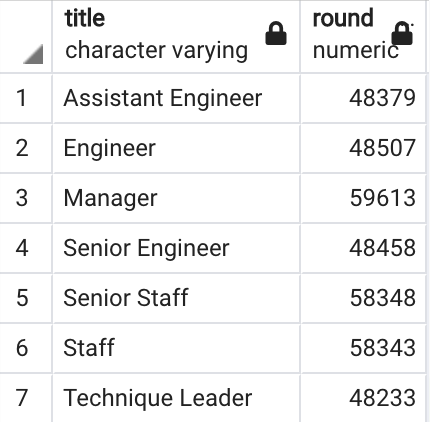 title round
character varying numeric
1 Assistant Engineer 48379
2 Engineer 48507
3 Manager 59613
4 Senior Engineer 48458
5 Senior Staff 58348
6 Staff 58343
7 Technique Leader 48233